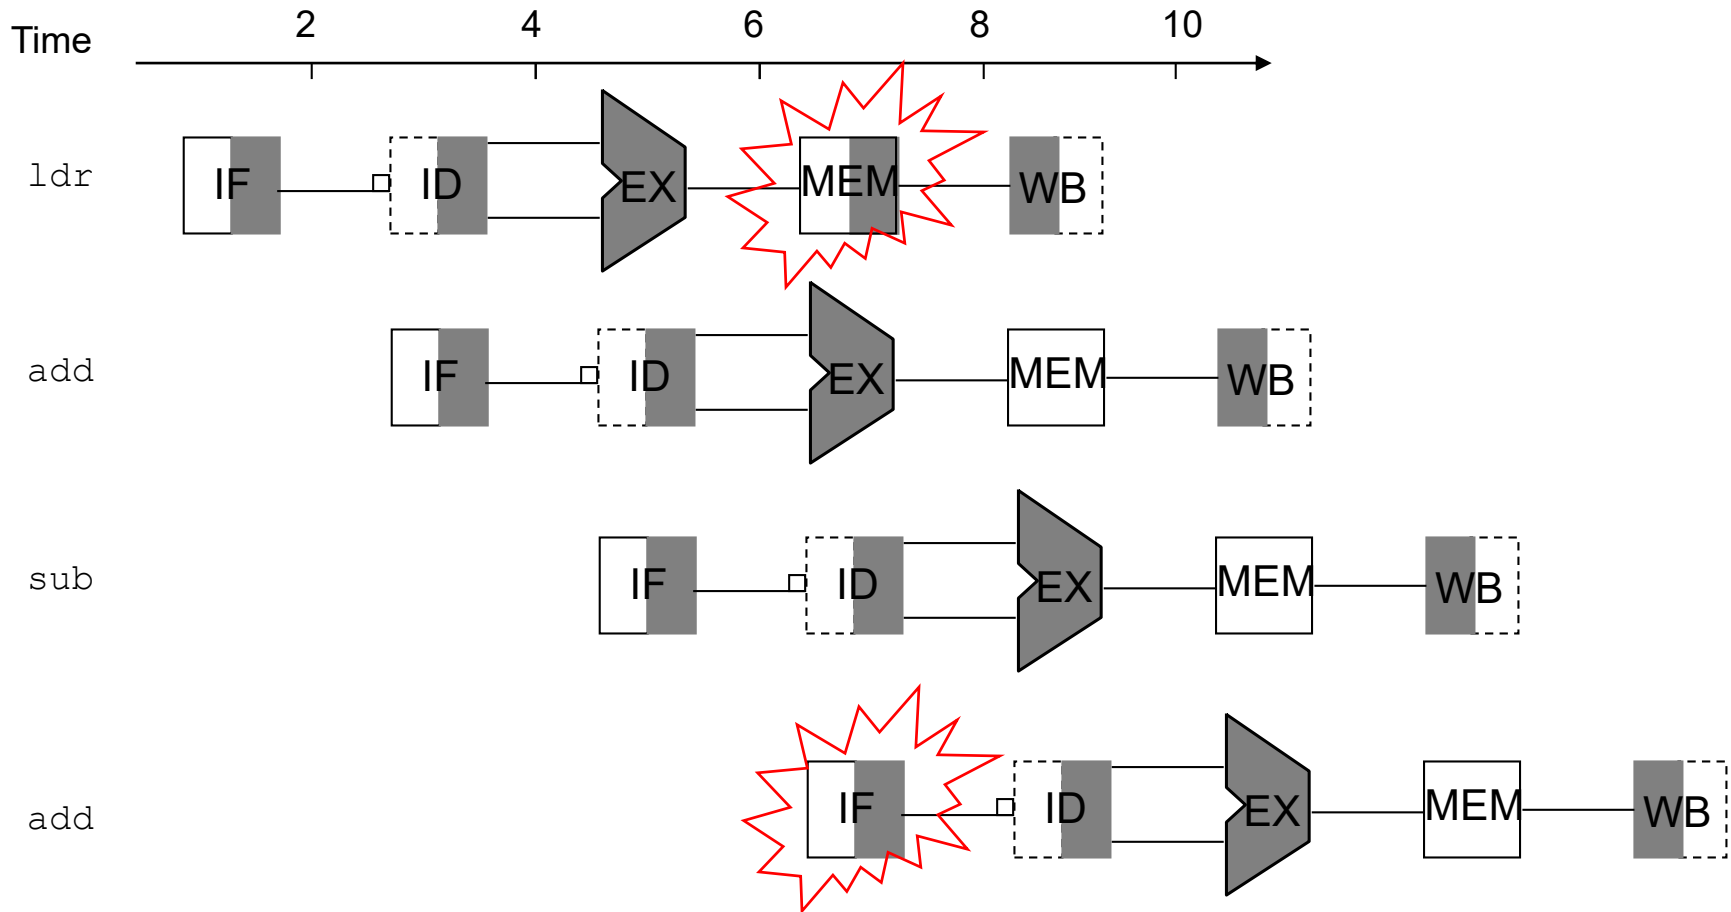 Time 2 4 6 8 10
ldr IF ID EX MEM WB
add IF ID EX MEM WB
sub IF ID EX MEM WB
add IF ID EX MEM WB